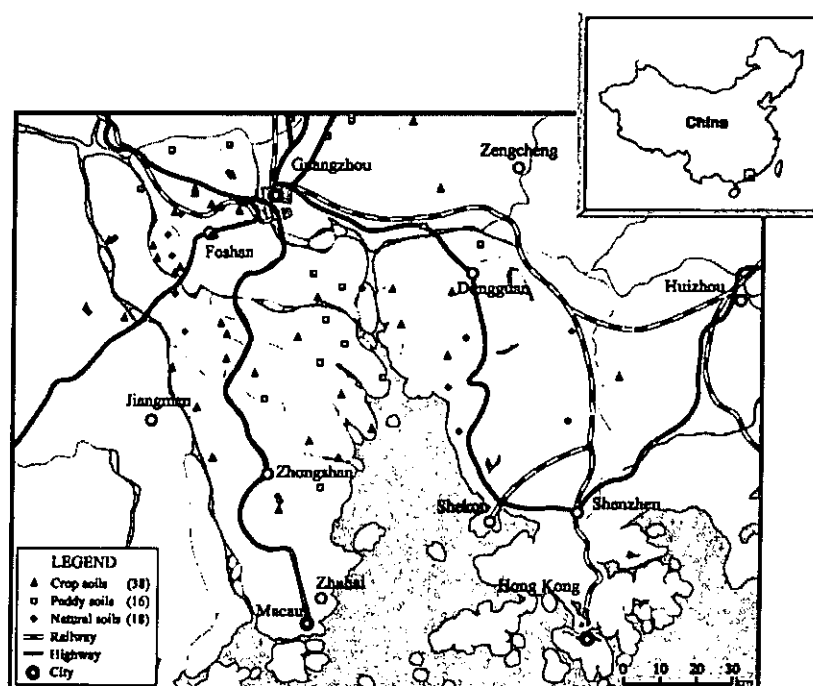 China
Guangzhou
Zengcheng
Foshan
Dongguan
Huizhou
Jiangman
Zhongshan
Shekou
Shenzhen
Zhuhai
Hong Kong
Macau
LEGEND
Crop soils (38)
Paddy soils (16)
Natural soils (18)
Railway
Highway
City
0 10 20 30
km